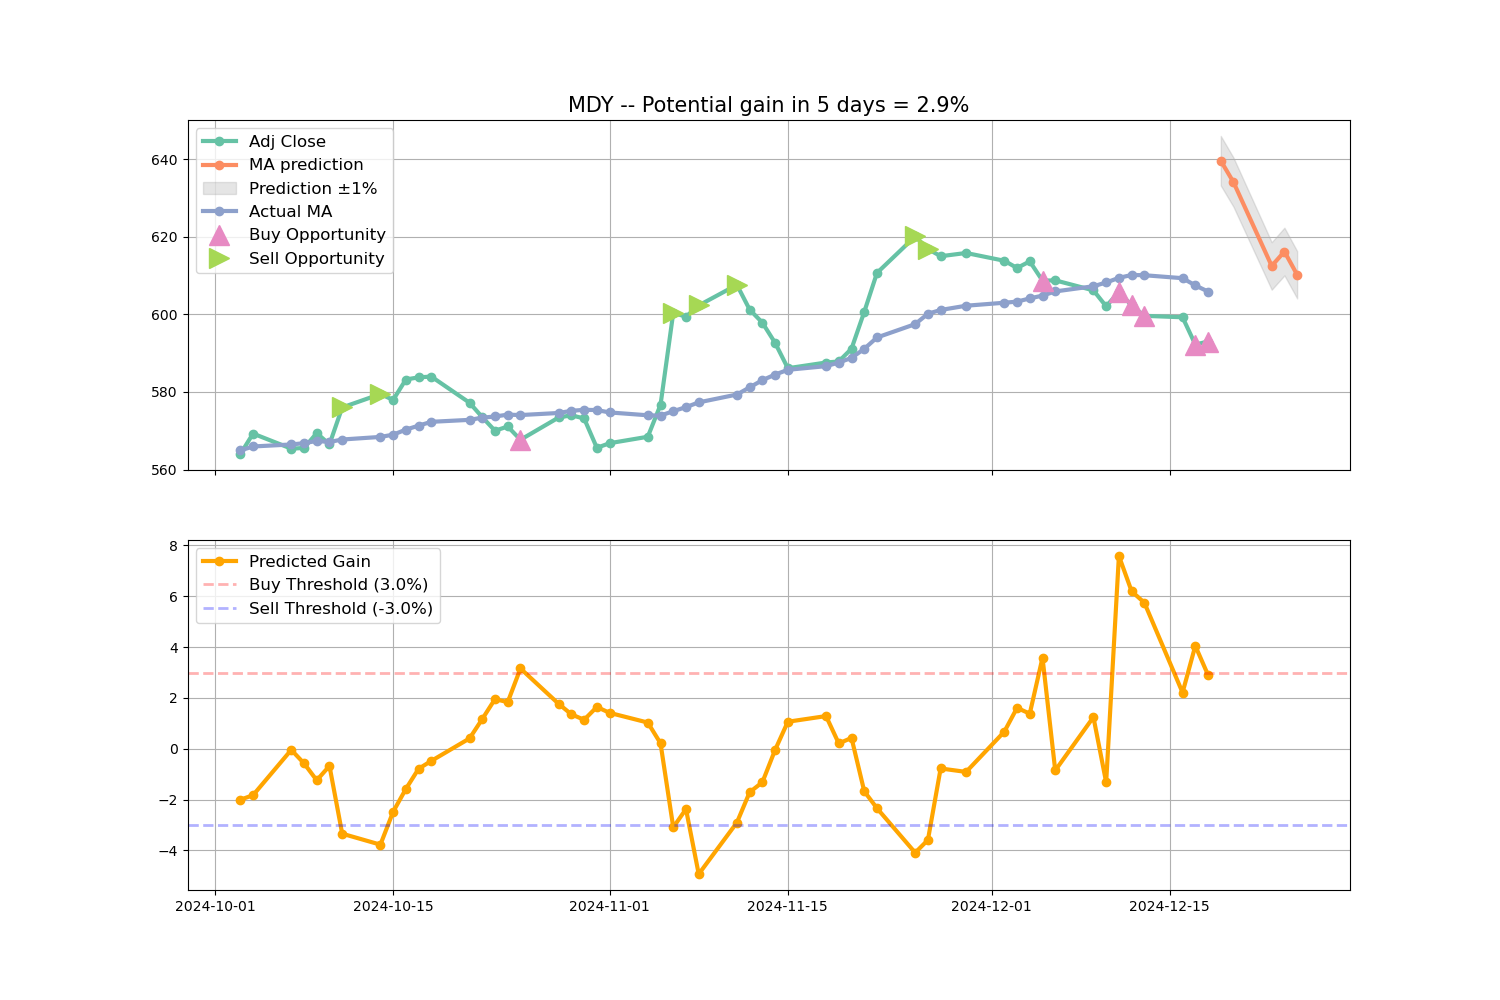 MDY -- Potential gain in 5 days = 2.9%
Adj Close
MA prediction
Prediction ±1%
Actual MA
Buy Opportunity
Sell Opportunity
640
620
600
580
560
Predicted Gain
Buy Threshold (3.0%)
Sell Threshold (-3.0%)
8
6
4
2
0
−2
−4
2024-10-01 2024-10-15 2024-11-01 2024-11-15 2024-12-01 2024-12-15